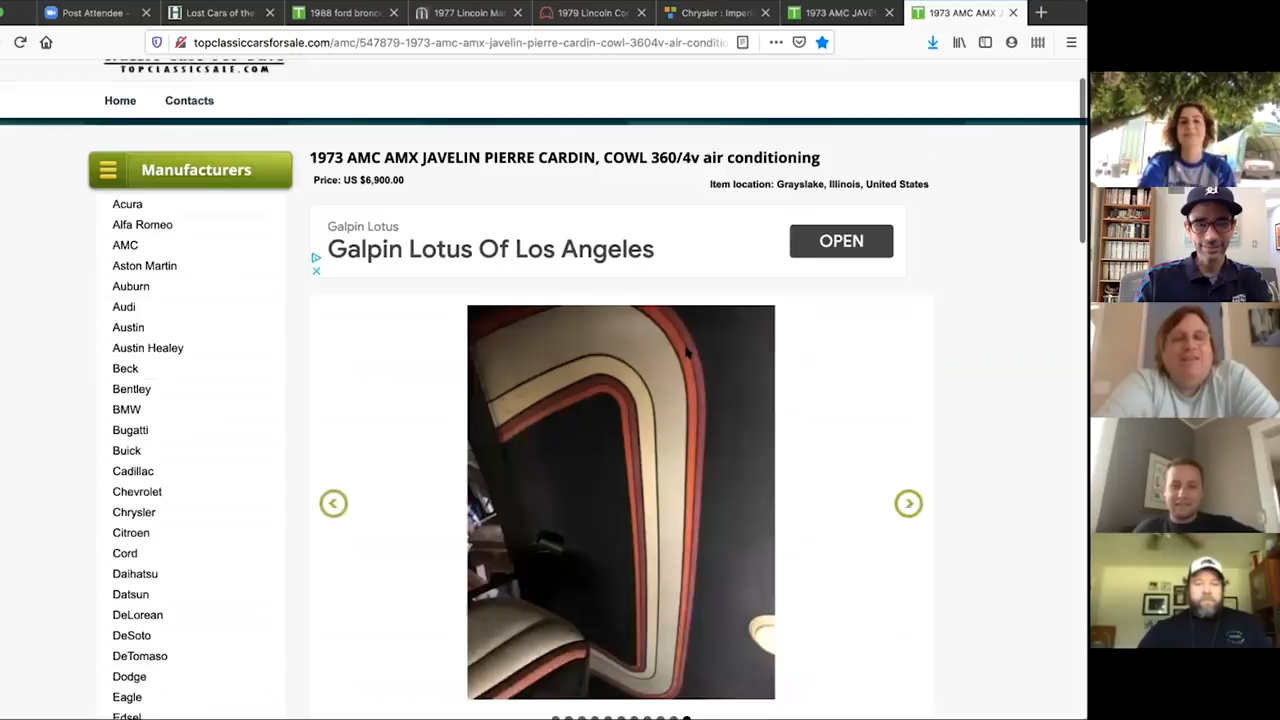 Post Attendee -
Lost Cars of the
1988 ford bronc
1977 Lincoln Mar
1979 Lincoln Con
Chrysler : Imperi
1973 AMC JAVE
1973 AMC AMX J
topclassiccarsforsale.com/amc/547879-1973-amc-amx-javelin-pierre-cardin-cowl-3604v-air-conditio
TOPCLASSICSALE.COM
Home Contacts
Manufacturers
Acura
Alfa Romeo
AMC
Aston Martin
Auburn
Audi
Austin
Austin Healey
Beck
Bentley
BMW
Bugatti
Buick
Cadillac
Chevrolet
Chrysler
Citroen
Cord
Daihatsu
Datsun
DeLorean
DeSoto
DeTomaso
Dodge
Eagle
Edsel
1973 AMC AMX JAVELIN PIERRE CARDIN, COWL 360/4v air conditioning
Price: US $6,900.00
Item location: Grayslake, Illinois, United States
Galpin Lotus
Galpin Lotus Of Los Angeles
OPEN